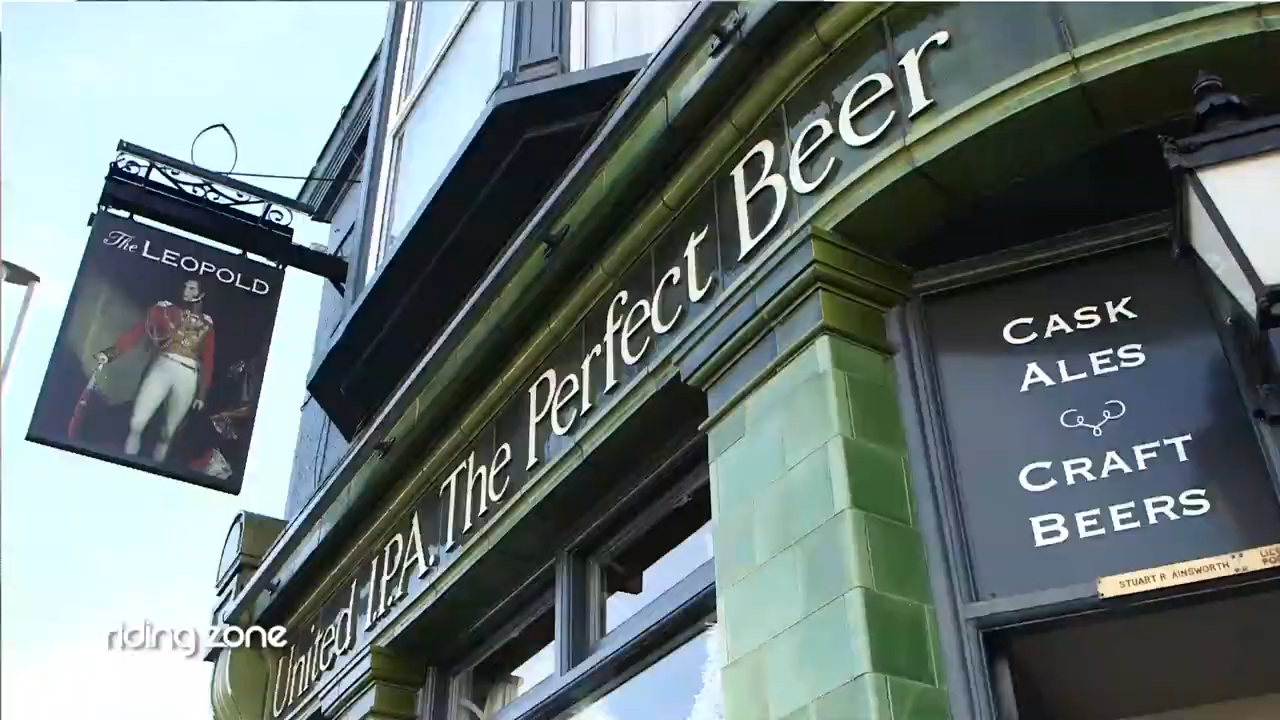 The LEOPOLD
United I.P.A. The Perfect Beer
CASK
ALES
CRAFT
BEERS
STUART R. AINSWORTH
riding zone